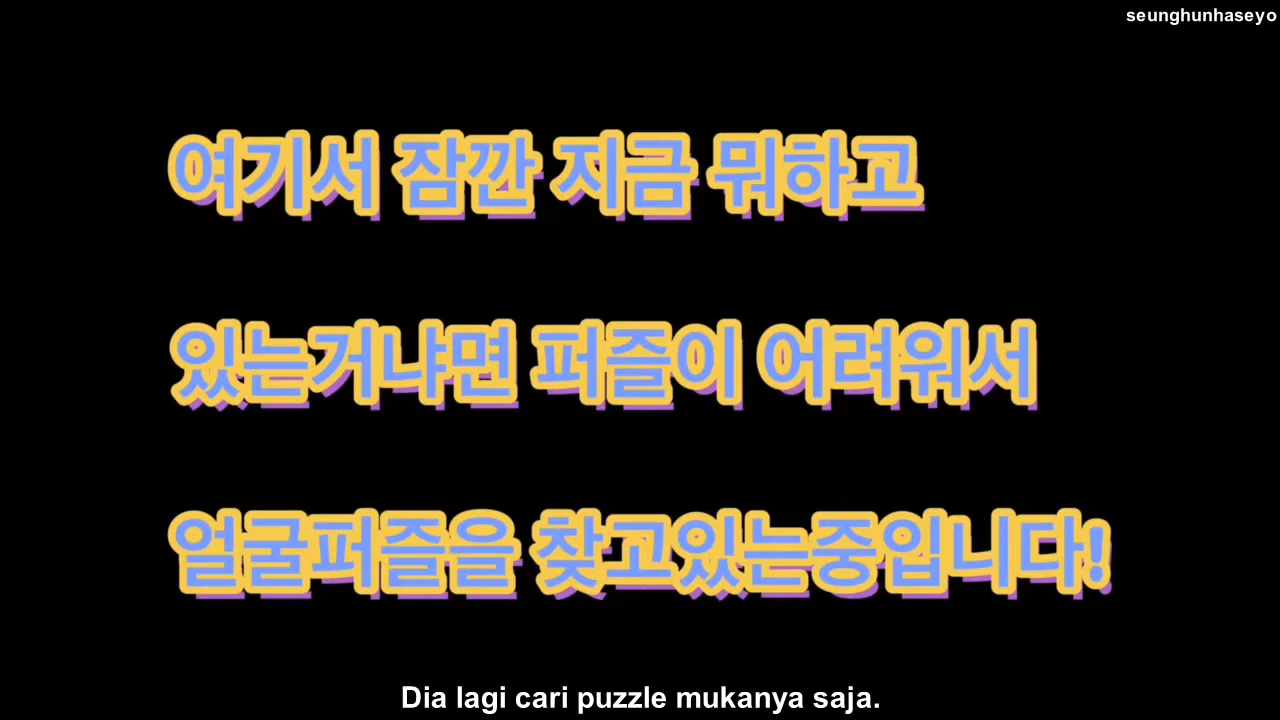 seunghunhaseyo
여기서 잠깐 지금 뭐하고
있는거냐면 퍼즐이 어려워서
얼굴퍼즐을 찾고있는중입니다!
Dia lagi cari puzzle mukanya saja.